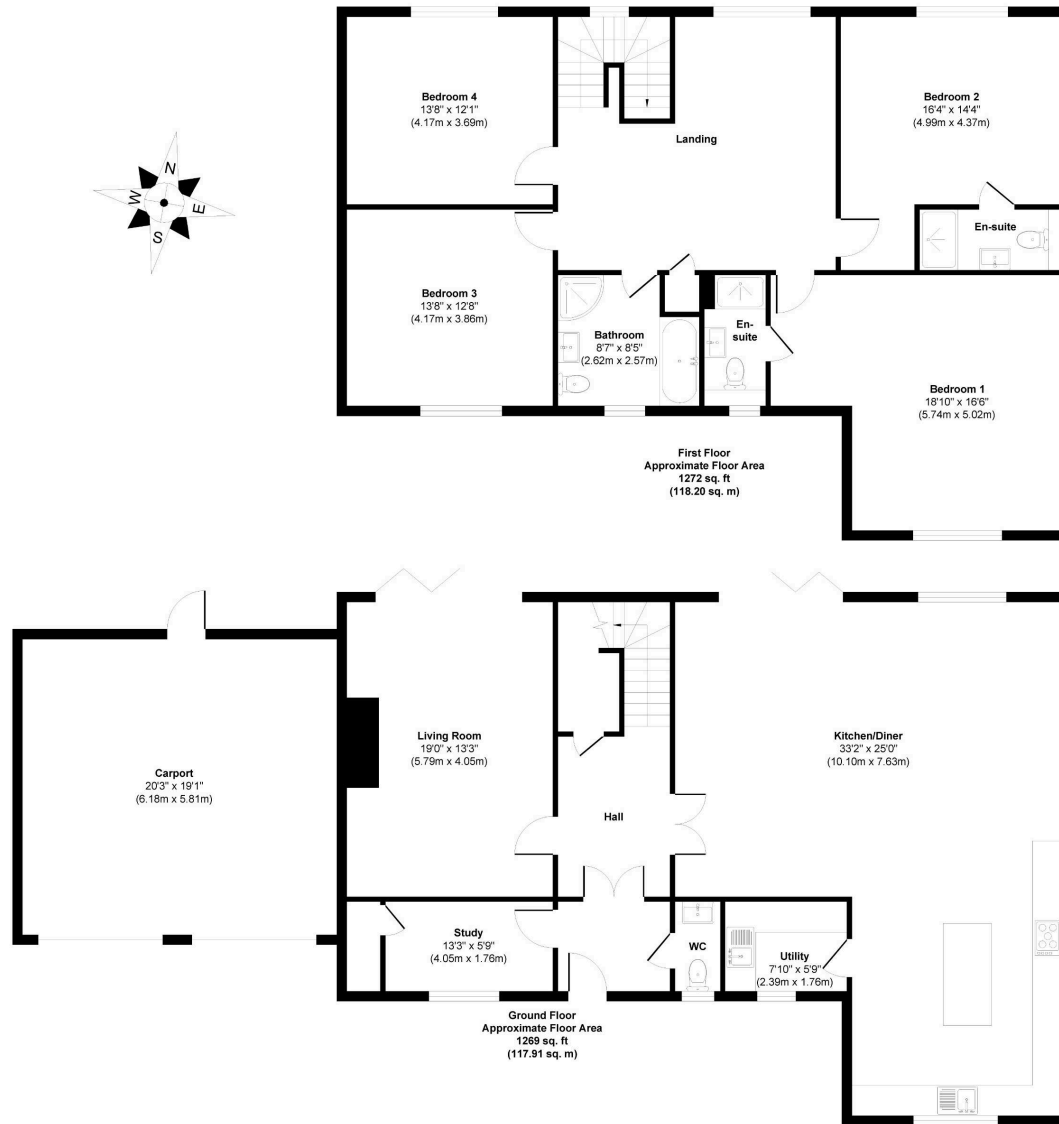 Bedroom 4
13'8" x 12'1"
(4.17m x 3.69m)
Bedroom 2
16'4" x 14'4"
(4.99m x 4.37m)
Landing
N
W
E
S
En-suite
Bedroom 3
13'8" x 12'8"
(4.17m x 3.86m)
Bathroom
8'7" x 8'5"
(2.62m x 2.57m)
En-
suite
Bedroom 1
18'10" x 16'6"
(5.74m x 5.02m)
First Floor
Approximate Floor Area
1272 sq. ft
(118.20 sq. m)
Carport
20'3" x 19'1"
(6.18m x 5.81m)
Living Room
19'0" x 13'3"
(5.79m x 4.05m)
Kitchen/Diner
33'2" x 25'0"
(10.10m x 7.63m)
Hall
Study
13'3" x 5'9"
(4.05m x 1.76m)
WC
Utility
7'10" x 5'9"
(2.39m x 1.76m)
Ground Floor
Approximate Floor Area
1269 sq. ft
(117.91 sq. m)